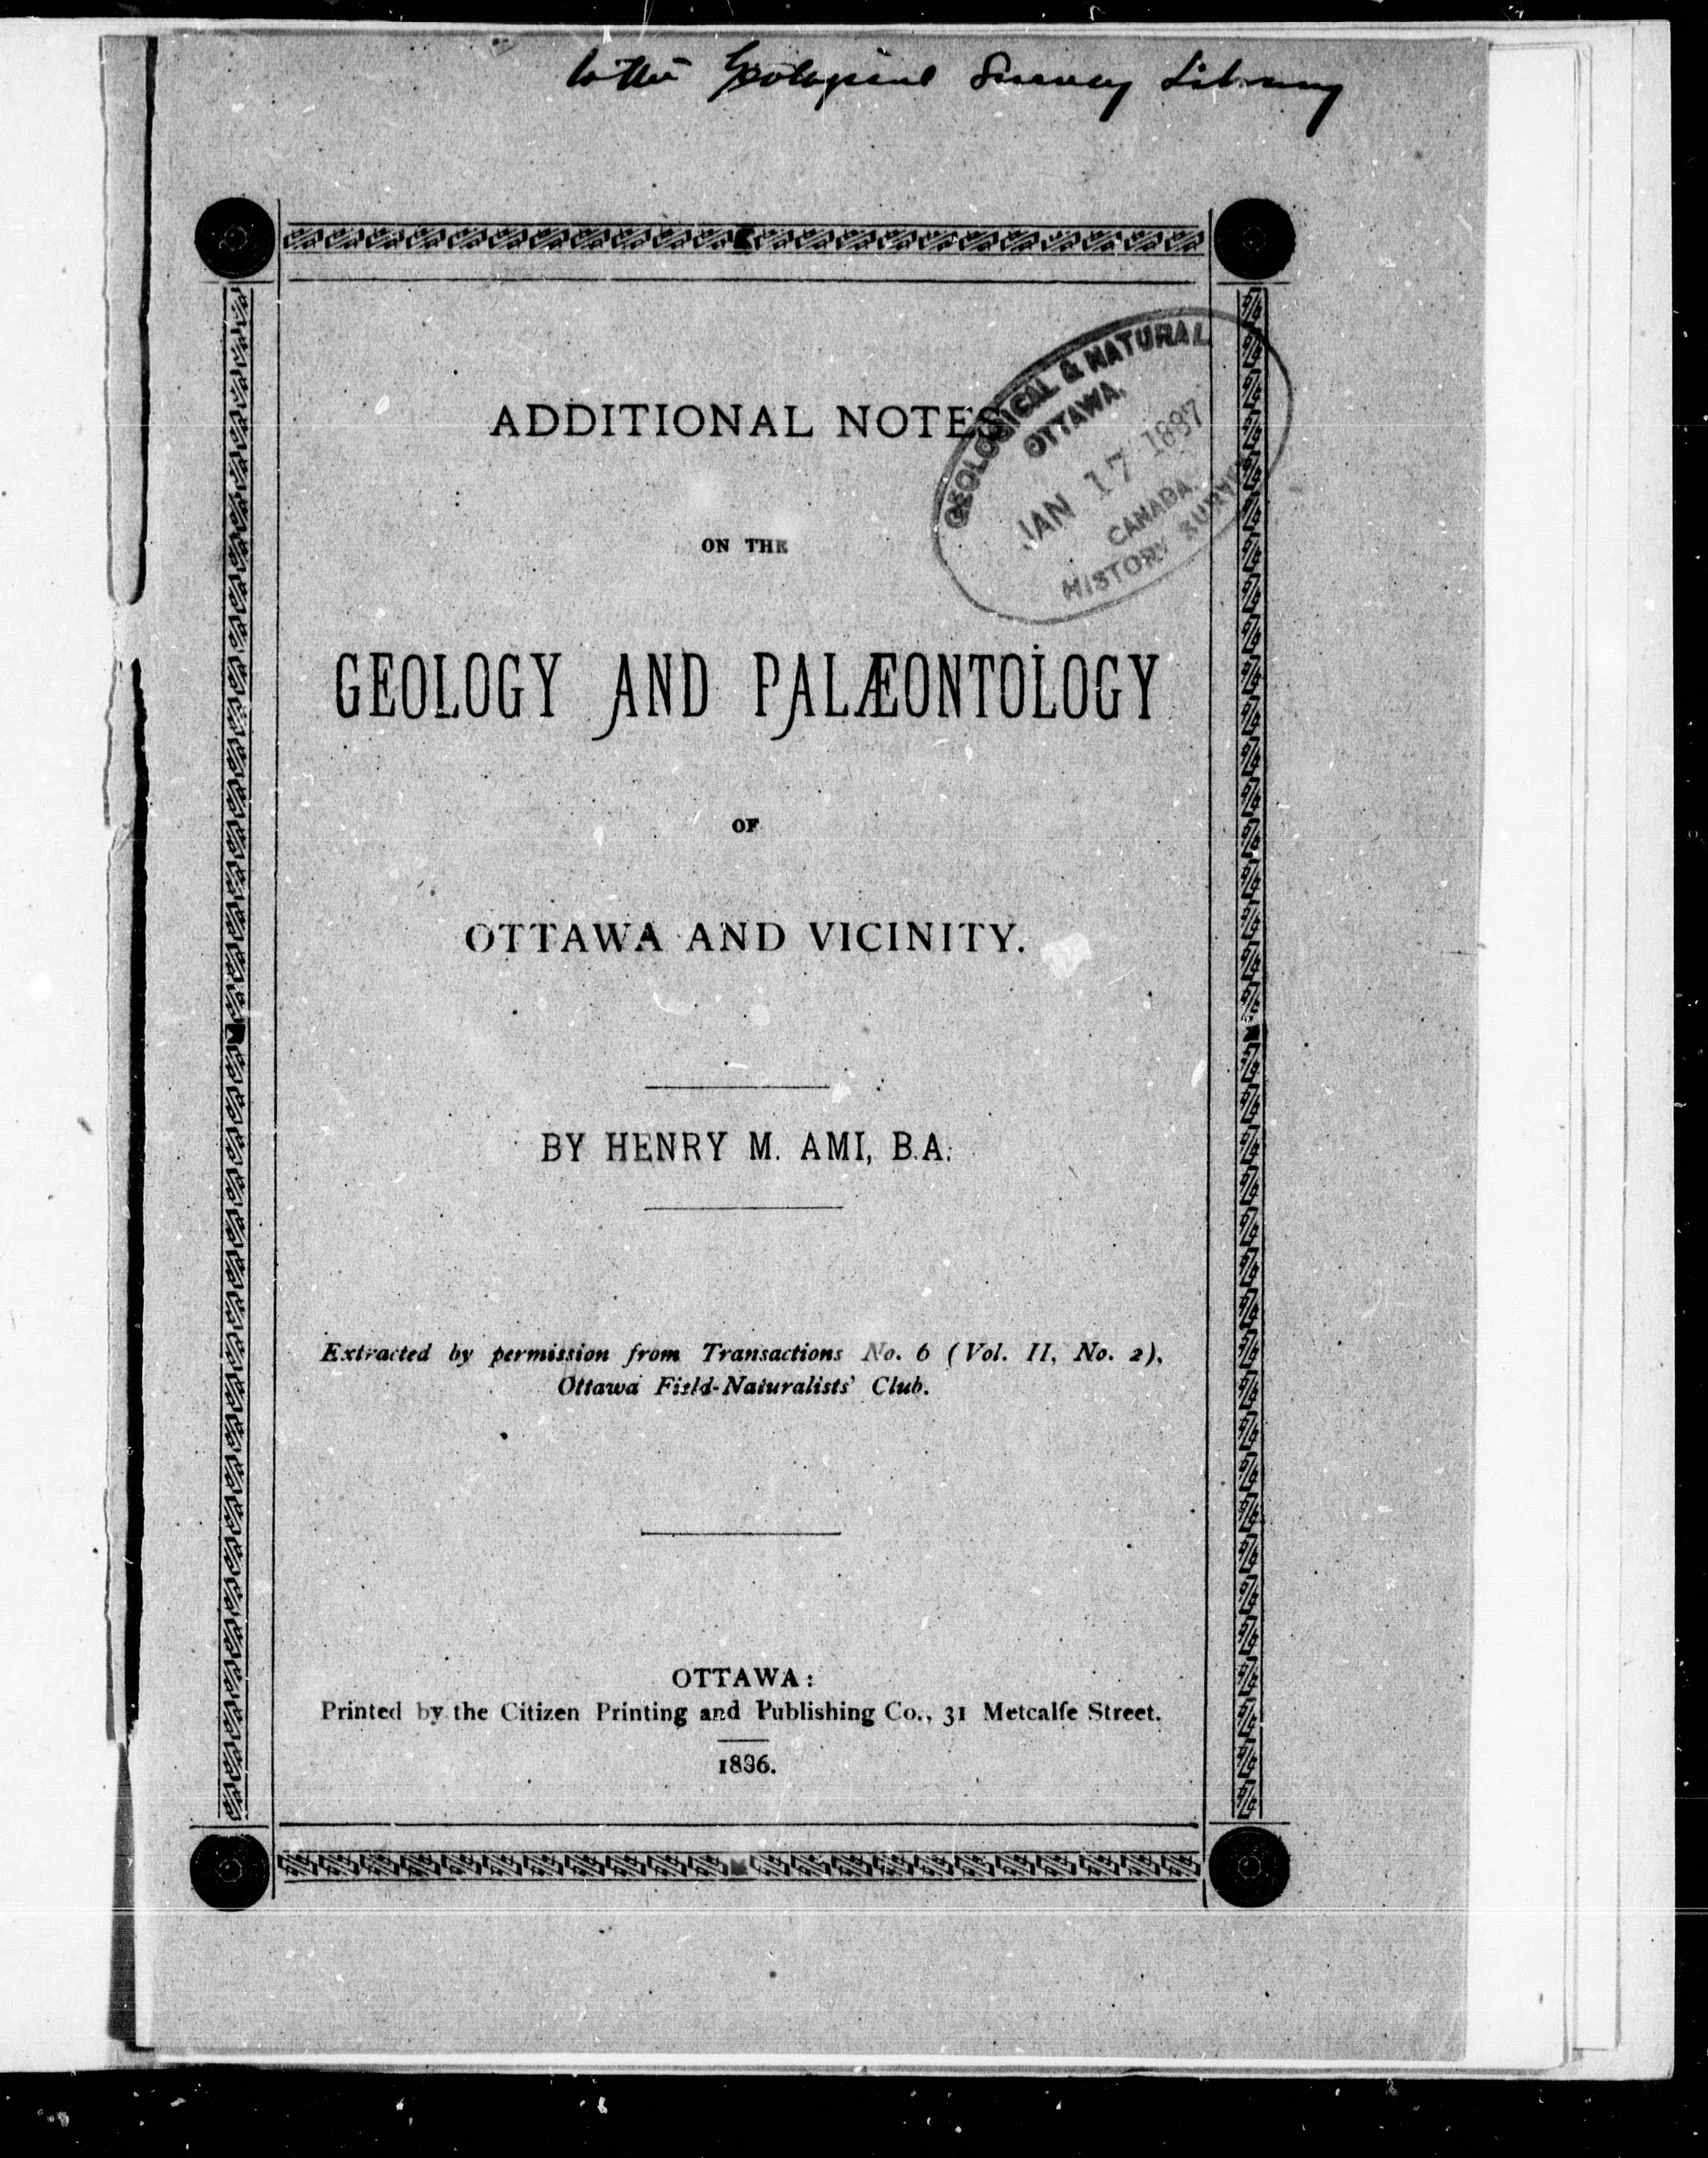 to the Geological Survey Library
ADDITIONAL NOTES
GEOLOGICAL & NATURAL
OTTAWA,
JAN 17 1887
CANADA.
HISTORY SURVEY
ON THE
GEOLOGY AND PALÆONTOLOGY
OF
OTTAWA AND VICINITY.
BY HENRY M. AMI, B.A.
Extracted by permission from Transactions No. 6 (Vol. II, No. 2),
Ottawa Field-Naturalists' Club.
OTTAWA:
Printed by the Citizen Printing and Publishing Co., 31 Metcalfe Street.
1886.